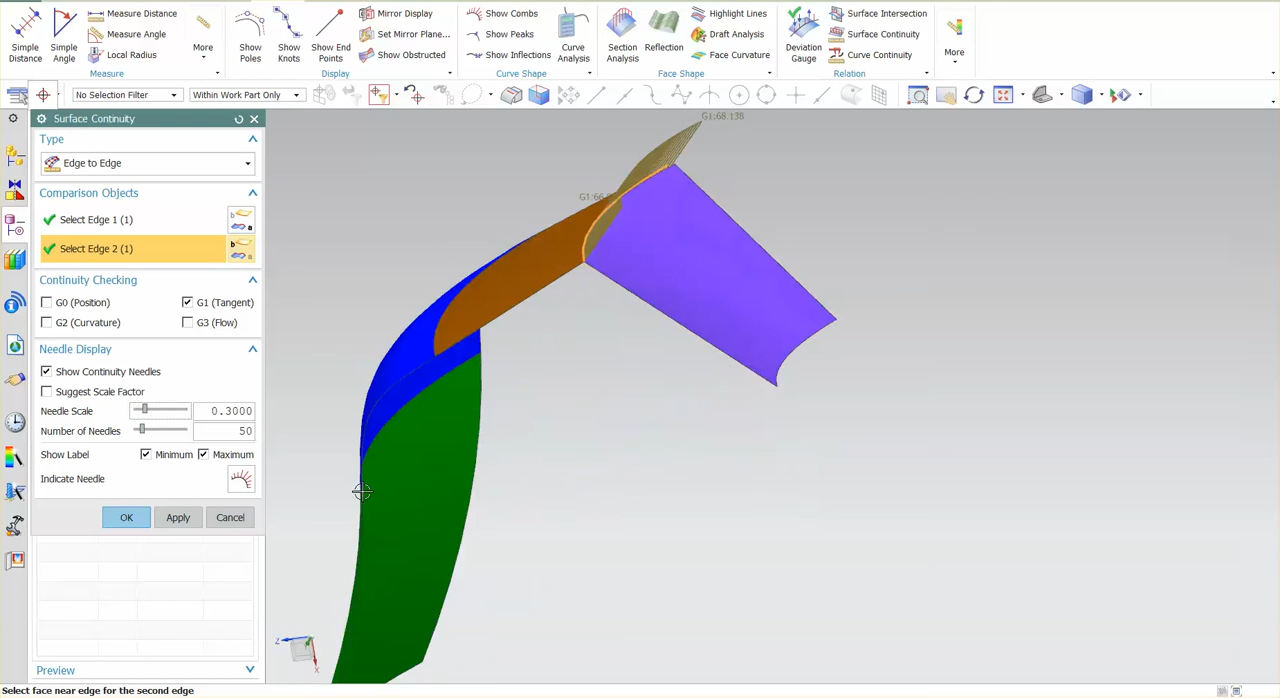 Simple Distance
Simple Angle
Measure Distance
Measure Angle
Local Radius
More
Measure
Show Poles
Show Knots
Show End Points
Mirror Display
Set Mirror Plane...
Show Obstructed
Display
Show Combs
Show Peaks
Show Inflections
Curve Analysis
Curve Shape
Section Analysis
Reflection
Highlight Lines
Draft Analysis
Face Curvature
Face Shape
Deviation Gauge
Surface Intersection
Surface Continuity
Curve Continuity
Relation
More
No Selection Filter
Within Work Part Only
Surface Continuity
Type
Edge to Edge
Comparison Objects
Select Edge 1 (1)
Select Edge 2 (1)
Continuity Checking
G0 (Position)
G1 (Tangent)
G2 (Curvature)
G3 (Flow)
Needle Display
Show Continuity Needles
Suggest Scale Factor
Needle Scale
0.3000
Number of Needles
50
Show Label
Minimum
Maximum
Indicate Needle
OK
Apply
Cancel
Preview
G1:68.138
Z
X
Select face near edge for the second edge